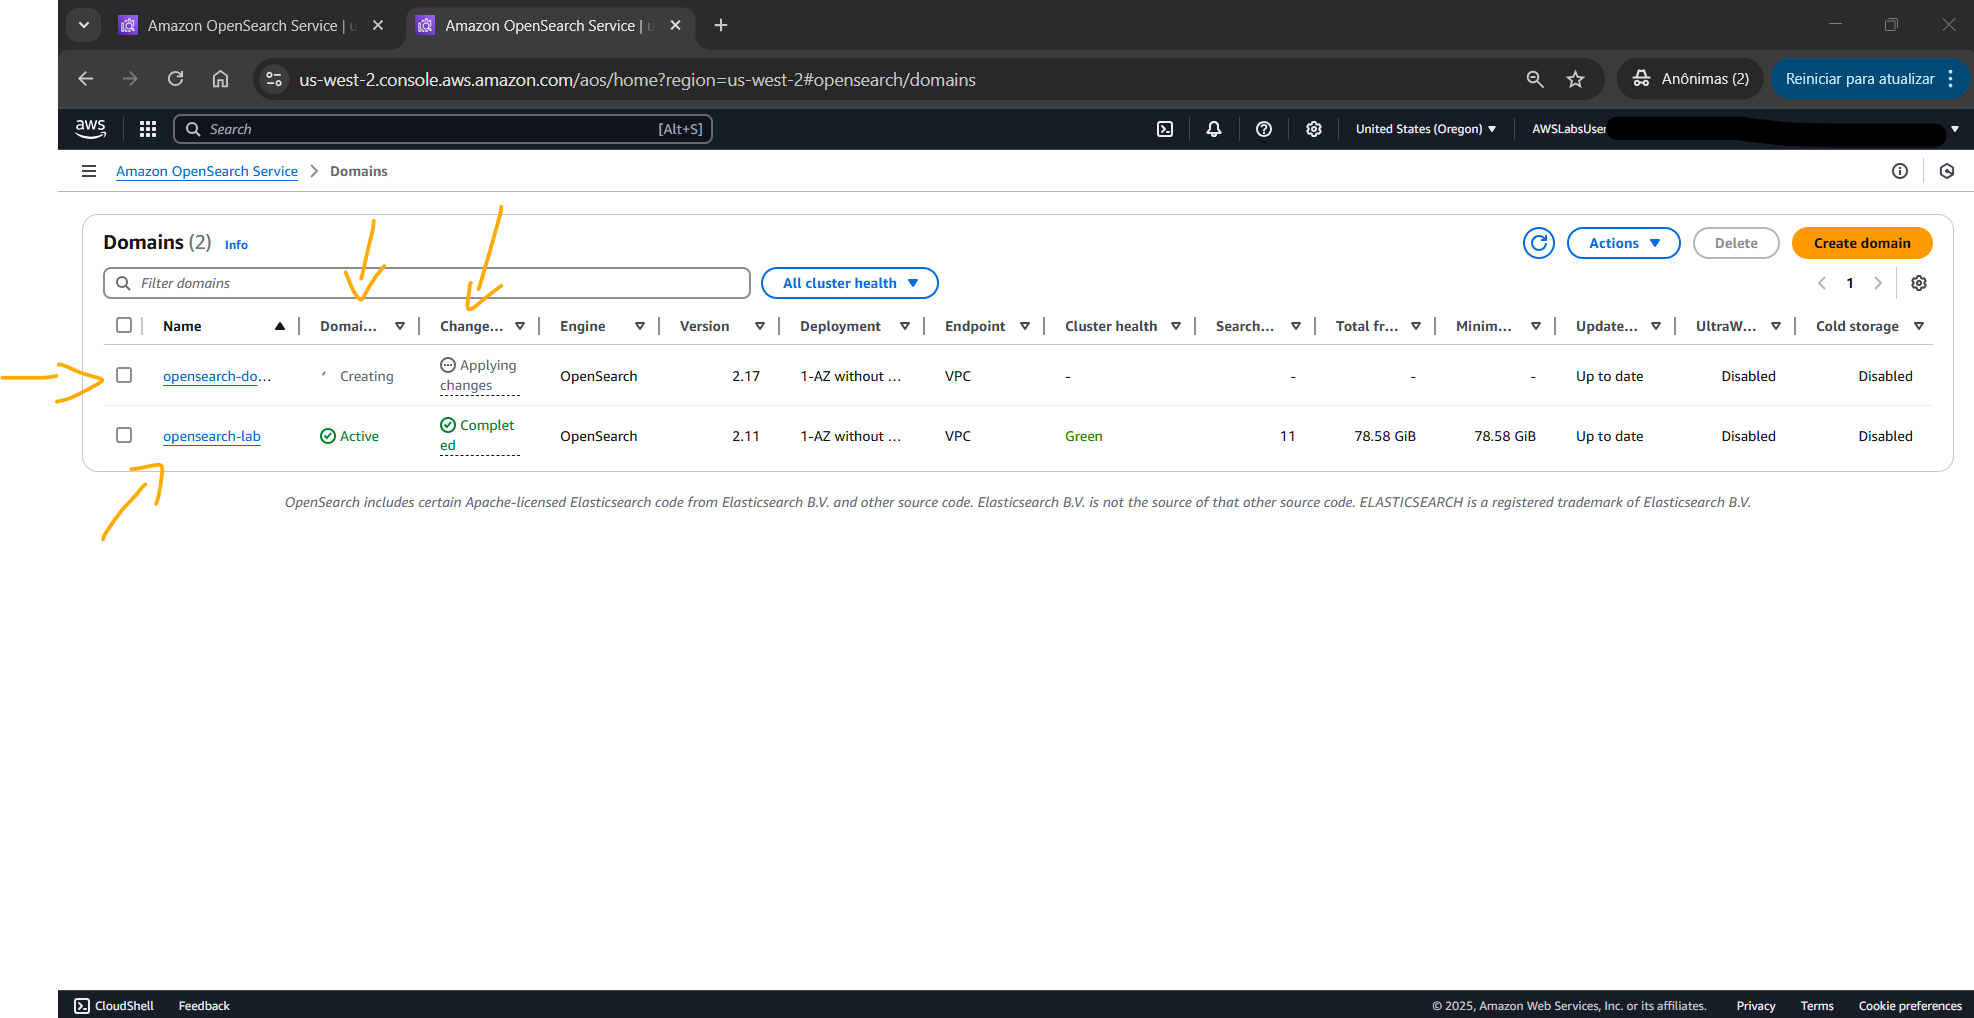 Amazon OpenSearch Service | u
Amazon OpenSearch Service | u
us-west-2.console.aws.amazon.com/aos/home?region=us-west-2#opensearch/domains
Anônimas (2)
Reiniciar para atualizar
aws
Search [Alt+S]
United States (Oregon)
AWSLabsUser
Amazon OpenSearch Service > Domains
Domains (2) Info
Actions
Delete
Create domain
Filter domains
All cluster health
1
Name Domai... Change... Engine Version Deployment Endpoint Cluster health Search... Total fr... Minim... Update... UltraW... Cold storage
opensearch-do... Creating Applying changes OpenSearch 2.17 1-AZ without ... VPC - - - - Up to date Disabled Disabled
opensearch-lab Active Completed OpenSearch 2.11 1-AZ without ... VPC Green 11 78.58 GiB 78.58 GiB Up to date Disabled Disabled
OpenSearch includes certain Apache-licensed Elasticsearch code from Elasticsearch B.V. and other source code. Elasticsearch B.V. is not the source of that other source code. ELASTICSEARCH is a registered trademark of Elasticsearch B.V.
CloudShell Feedback © 2025, Amazon Web Services, Inc. or its affiliates. Privacy Terms Cookie preferences